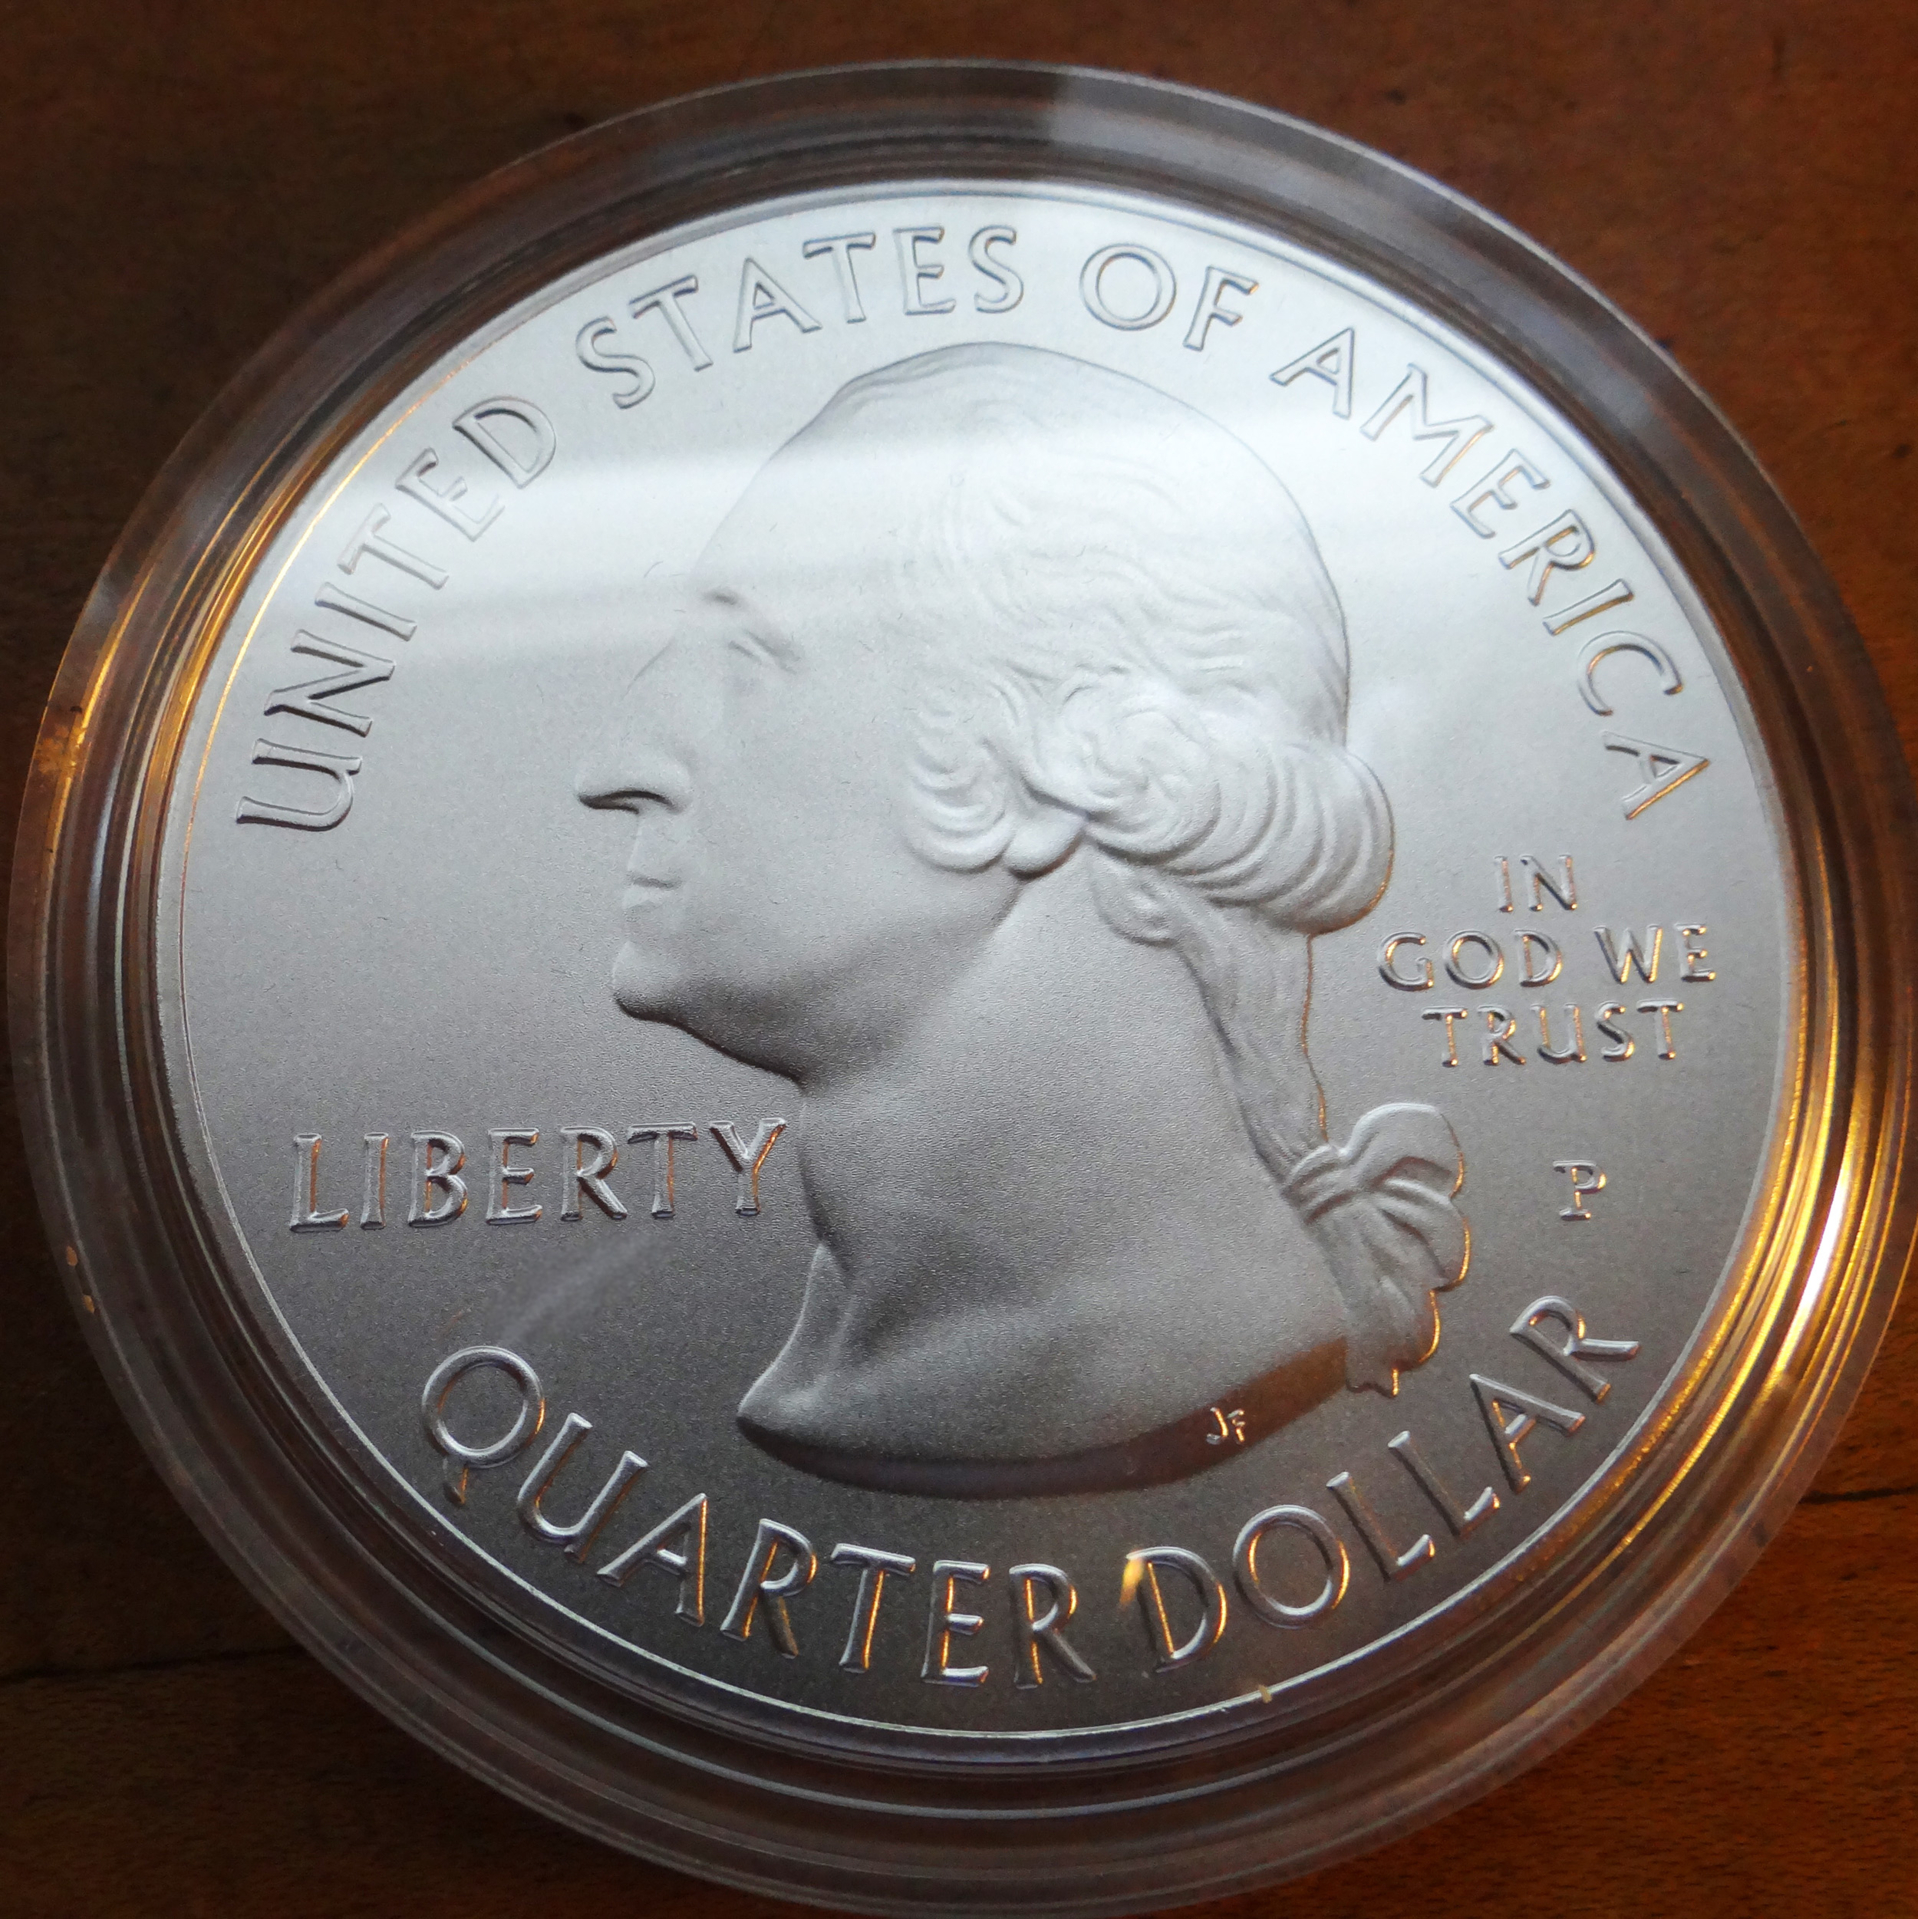 UNITED STATES OF AMERICA
IN
GOD WE
TRUST
LIBERTY
P
JF
QUARTER DOLLAR